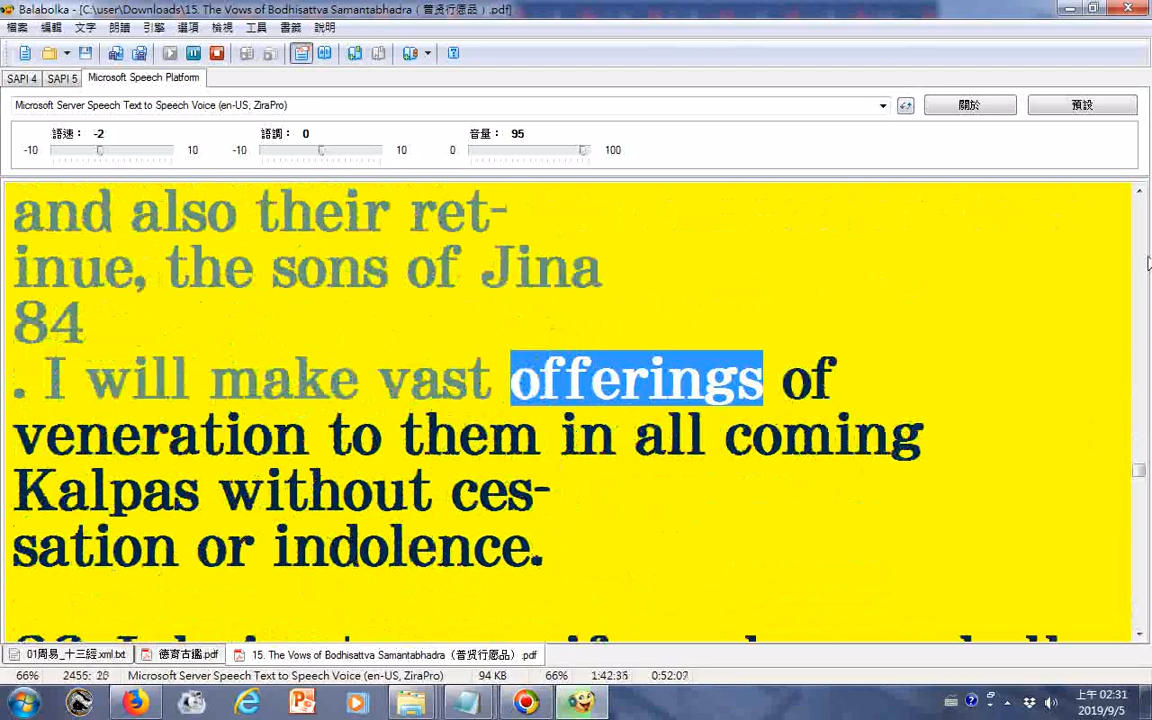 Balabolka - [C:\user\Downloads\15. The Vows of Bodhisattva Samantabhadra（普贤行愿品）.pdf]
檔案 編輯 文字 朗讀 引擎 選項 檢視 工具 書籤 說明
SAPI 4 SAPI 5 Microsoft Speech Platform
Microsoft Server Speech Text to Speech Voice (en-US, ZiraPro) 關於 預設
語速： -2 語調： 0 音量： 95
-10 10 -10 10 0 100
and also their ret-
inue, the sons of Jina
84
. I will make vast offerings of
veneration to them in all coming
Kalpas without ces-
sation or indolence.
01周易_十三經.txt 德育古鑑.pdf 15. The Vows of Bodhisattva Samantabhadra（普贤行愿品）.pdf
66% 2455: 26 Microsoft Server Speech Text to Speech Voice (en-US, ZiraPro) 94 KB 66% 1:42:35 0:52:07
上午 02:31
2019/9/5